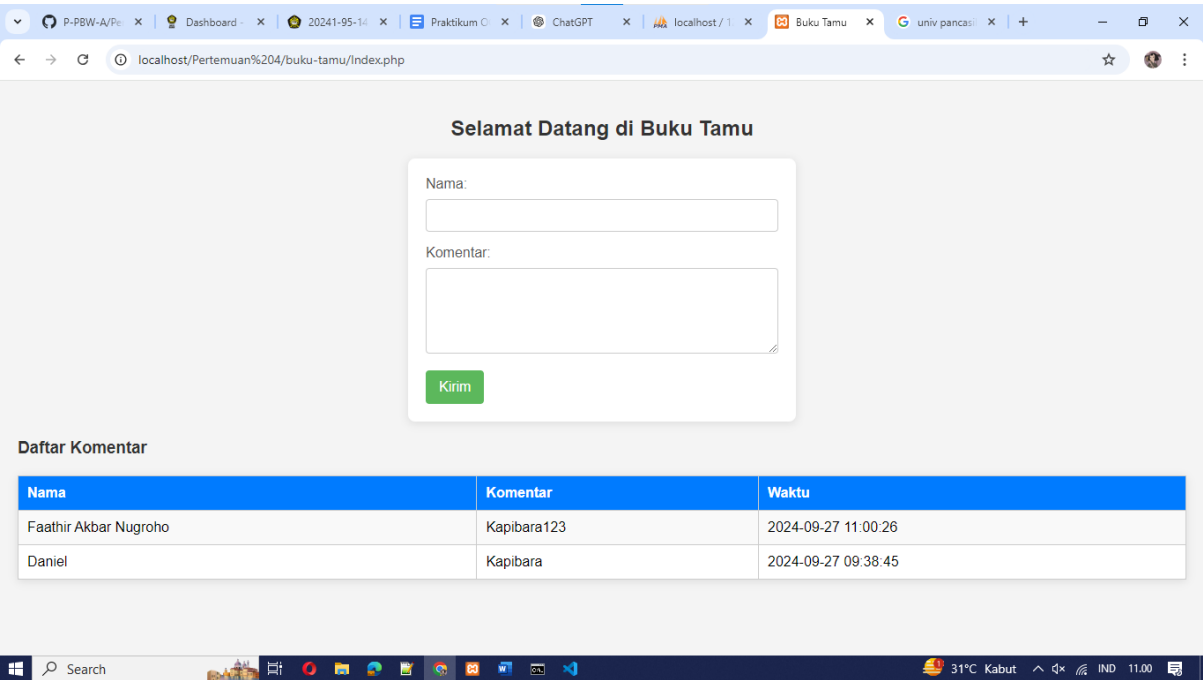 P-PBW-A/Pe
Dashboard -
20241-95-14
Praktikum O
ChatGPT
localhost / 1
Buku Tamu
univ pancasi
localhost/Pertemuan%204/buku-tamu/Index.php
Selamat Datang di Buku Tamu
Nama:
Komentar:
Kirim
Daftar Komentar
Nama Komentar Waktu
Faathir Akbar Nugroho Kapibara123 2024-09-27 11:00:26
Daniel Kapibara 2024-09-27 09:38:45
Search 31°C Kabut IND 11.00